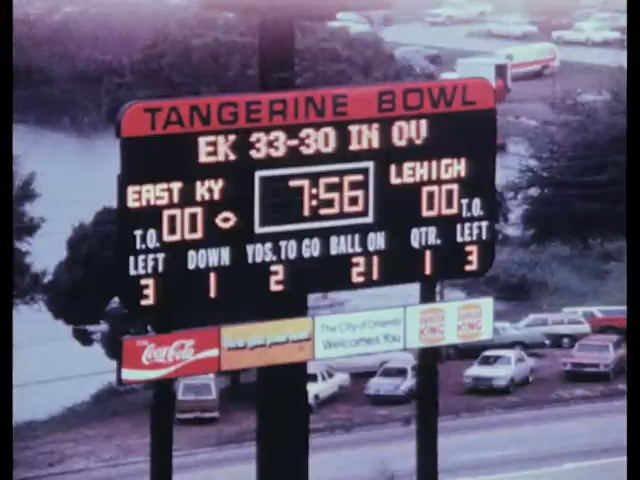 TANGERINE BOWL
EK 33-30 IN OV
EAST KY 7:56 LEHIGH
00 00
T.O. LEFT DOWN YDS. TO GO BALL ON QTR. T.O. LEFT
3 1 2 21 1 3
Coca-Cola
The City of Orlando
Welcomes You
BURGER KING BURGER KING